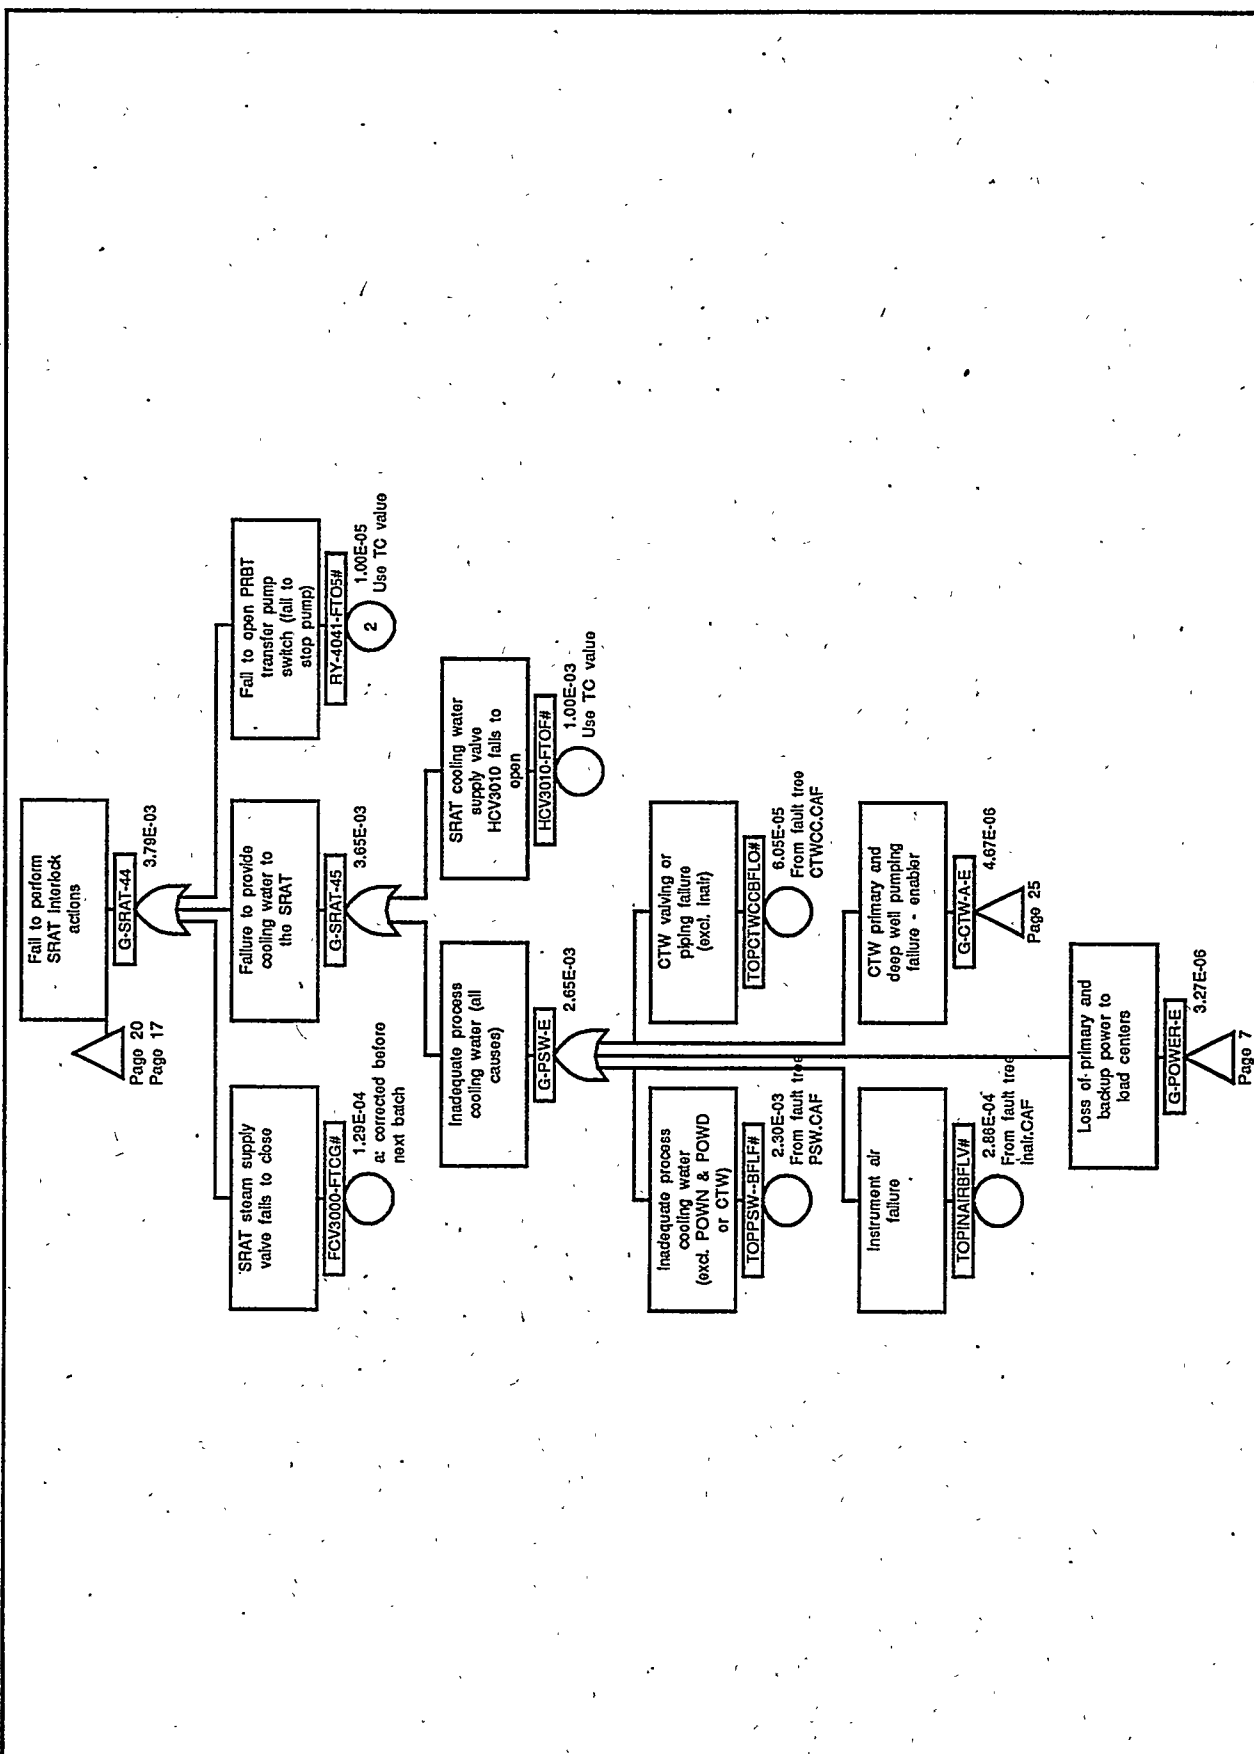 Fail to perform
SRAT Interlock
actions
G-SRAT-44
3.79E-03
Page 20
Page 17
SRAT steam supply
valve fails to close
FCV3000-FTCG#
1.29E-04
a: corrected before
next batch
Failure to provide
cooling water to
the SRAT
G-SRAT-45
3.65E-03
Fail to open PRBT
transfer pump
switch (fail to
stop pump)
RY-4041-FTO5#
2
1.00E-05
Use TC value
Inadequate process
cooling water (all
causes)
G-PSW-E
2.65E-03
SRAT cooling water
supply valve
HCV3010 fails to
open
HCV3010-FTOF#
1.00E-03
Use TC value
Inadequate process
cooling water
(excl. POWN & POWD
or CTW)
TOPPSW--BFLF#
2.30E-03
From fault tree
PSW.CAF
CTW valving or
piping failure
(excl. Inair)
TOPCTWCCBFLO#
6.05E-05
From fault tree
CTWCC.CAF
Instrument air
failure
TOPINAIRBFLV#
2.86E-04
From fault tree
Inair.CAF
CTW primary and
deep well pumping
failure - enabler
G-CTW-A-E
4.67E-06
Page 25
Loss of primary and
backup power to
load centers
G-POWER-E
3.27E-06
Page 7